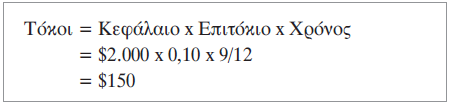 Τόκοι = Κεφάλαιο x Επιτόκιο x Χρόνος
= $2.000 x 0,10 x 9/12
= $150